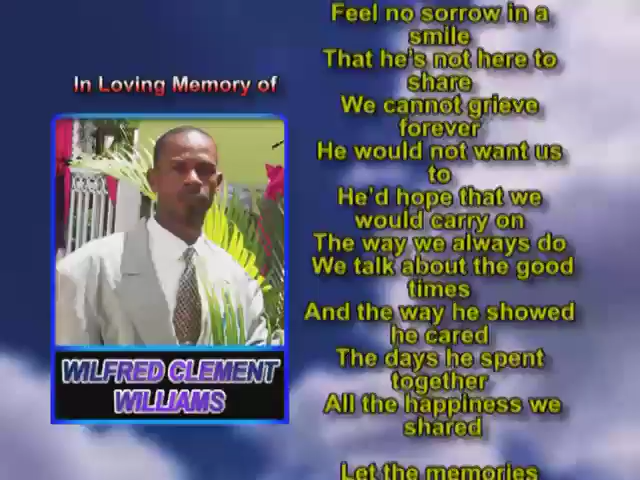 In Loving Memory of
WILFRED CLEMENT
WILLIAMS
Feel no sorrow in a
smile
That he's not here to
share
We cannot grieve
forever
He would not want us
to
He'd hope that we
would carry on
The way we always do
We talk about the good
times
And the way he showed
he cared
The days he spent
together
All the happiness we
shared
Let the memories